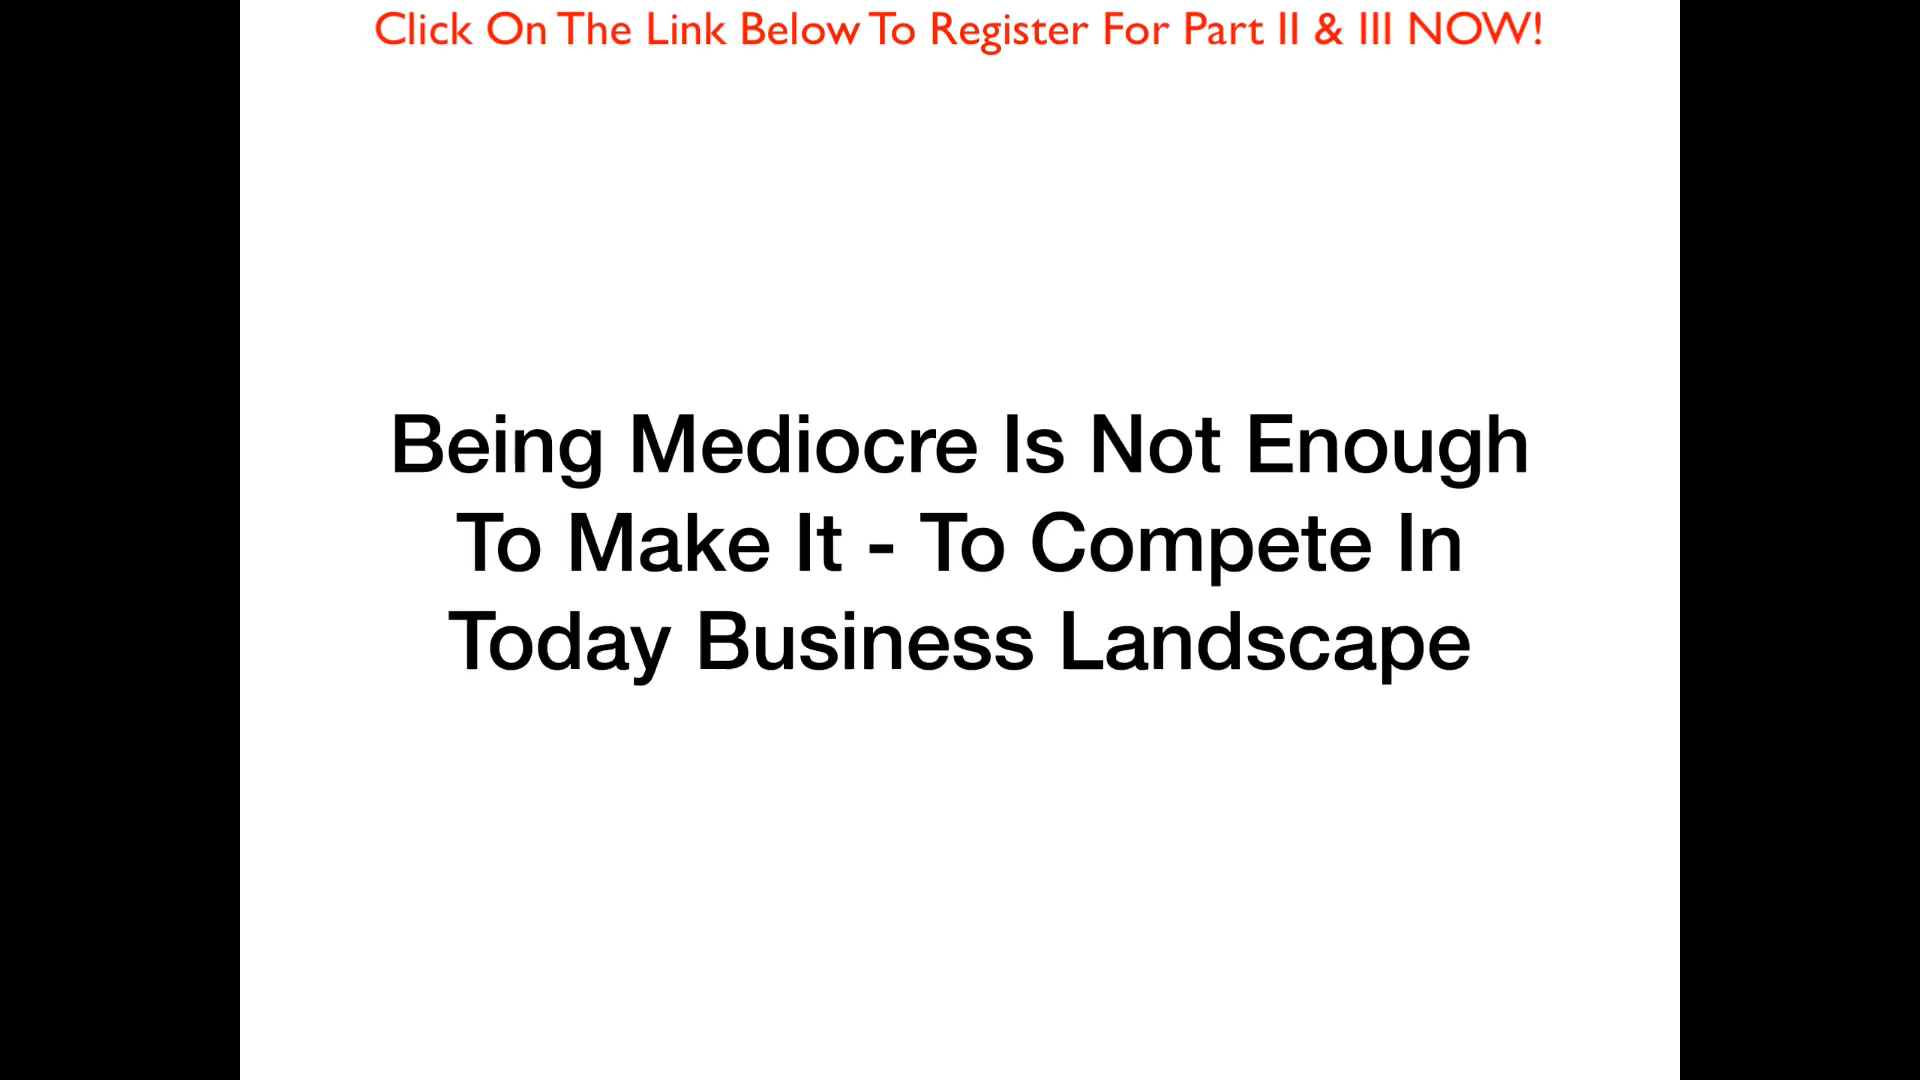 Click On The Link Below To Register For Part II & III NOW!
Being Mediocre Is Not Enough
To Make It - To Compete In
Today Business Landscape